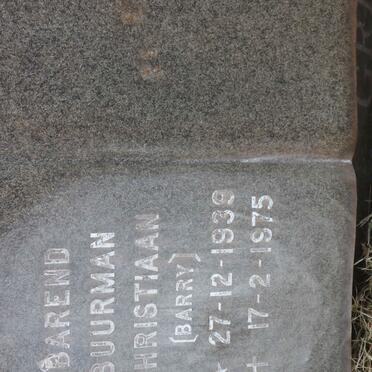 BAREND
BUURMAN
HRISTIAAN
(BARRY)
* 27-12-1939
+ 17-2-1975